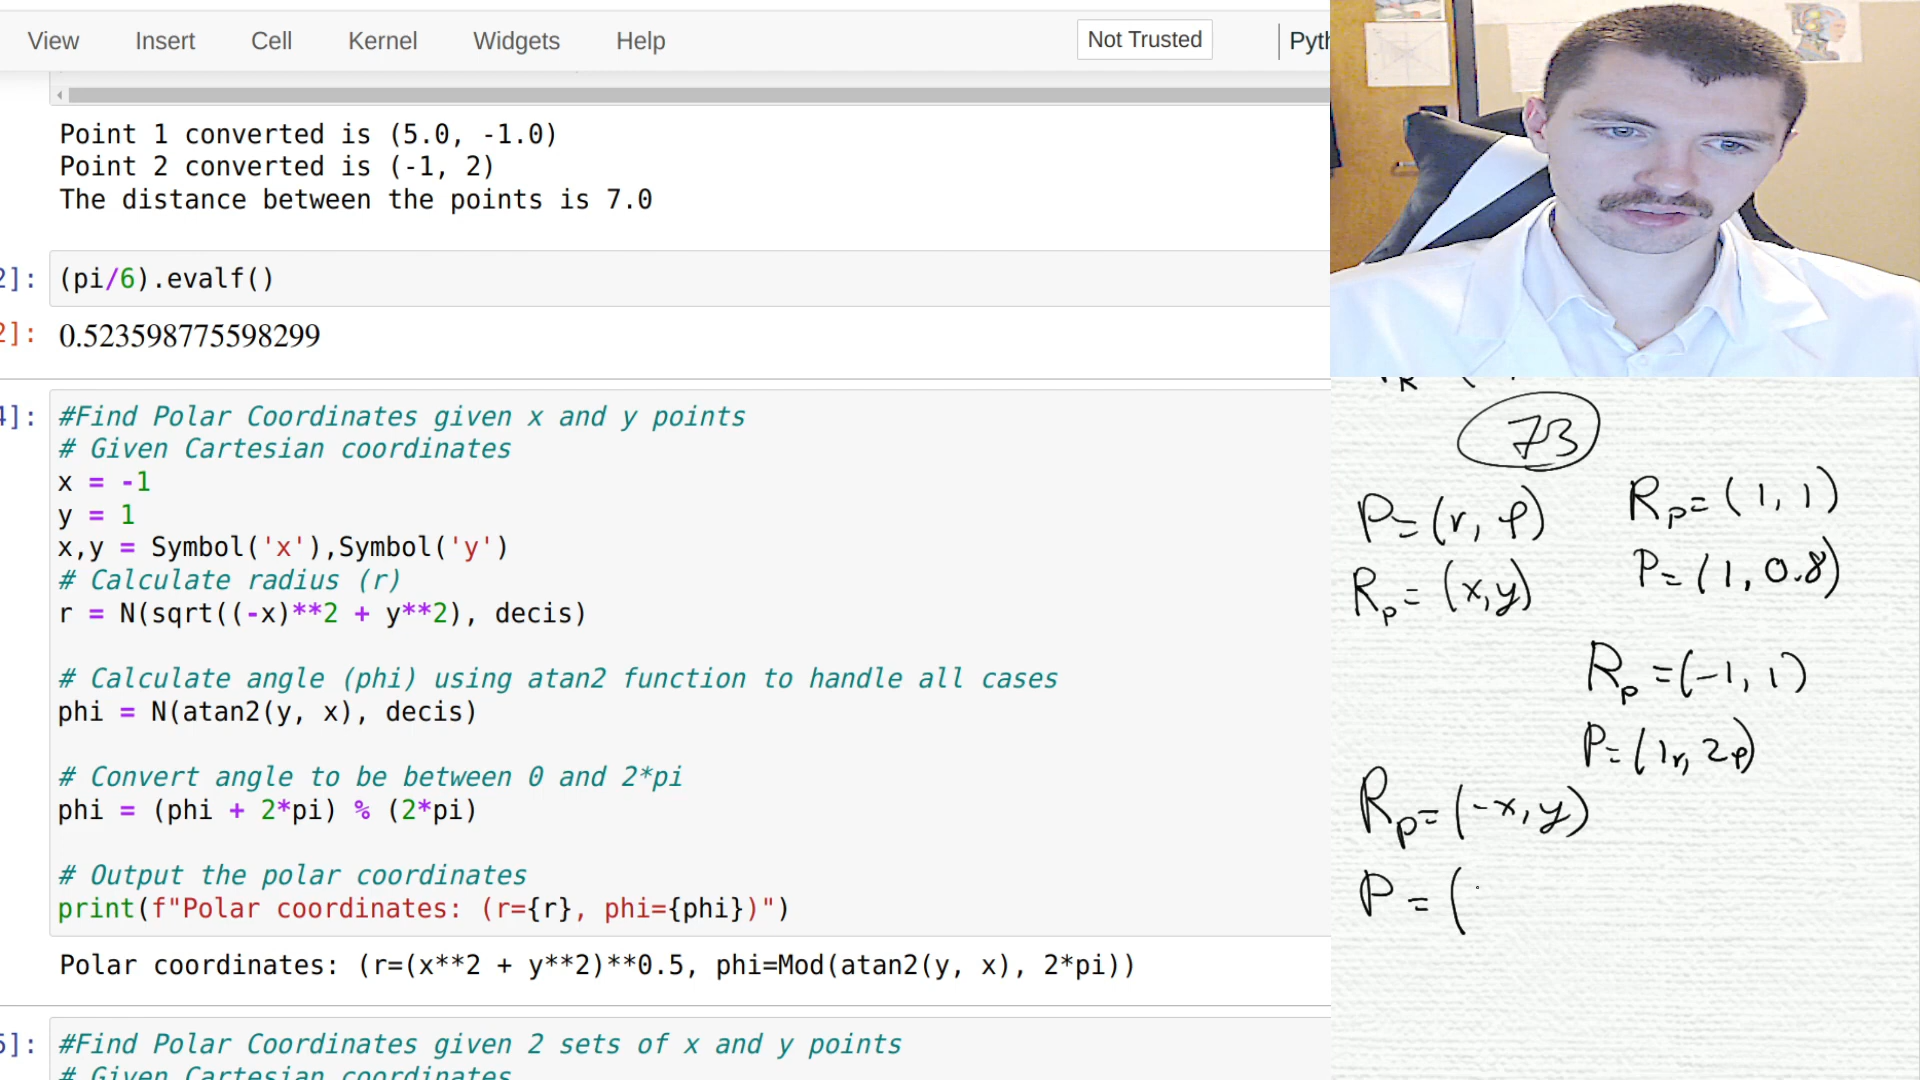 View Insert Cell Kernel Widgets Help Not Trusted Pyth
Point 1 converted is (5.0, -1.0)
Point 2 converted is (-1, 2)
The distance between the points is 7.0
2]: (pi/6).evalf()
2]: 0.523598775598299
4]: #Find Polar Coordinates given x and y points
# Given Cartesian coordinates
x = -1
y = 1
x,y = Symbol('x'),Symbol('y')
# Calculate radius (r)
r = N(sqrt((-x)**2 + y**2), decis)
# Calculate angle (phi) using atan2 function to handle all cases
phi = N(atan2(y, x), decis)
# Convert angle to be between 0 and 2*pi
phi = (phi + 2*pi) % (2*pi)
# Output the polar coordinates
print(f"Polar coordinates: (r={r}, phi={phi})")
Polar coordinates: (r=(x**2 + y**2)**0.5, phi=Mod(atan2(y, x), 2*pi))
5]: #Find Polar Coordinates given 2 sets of x and y points
# Given Cartesian coordinates
73
P=(r, φ)
Rp=(x,y)
Rp=(1,1)
P=(1,0.8)
Rp=(-1,1)
P=(1r,2φ)
Rp=(-x,y)
P=(